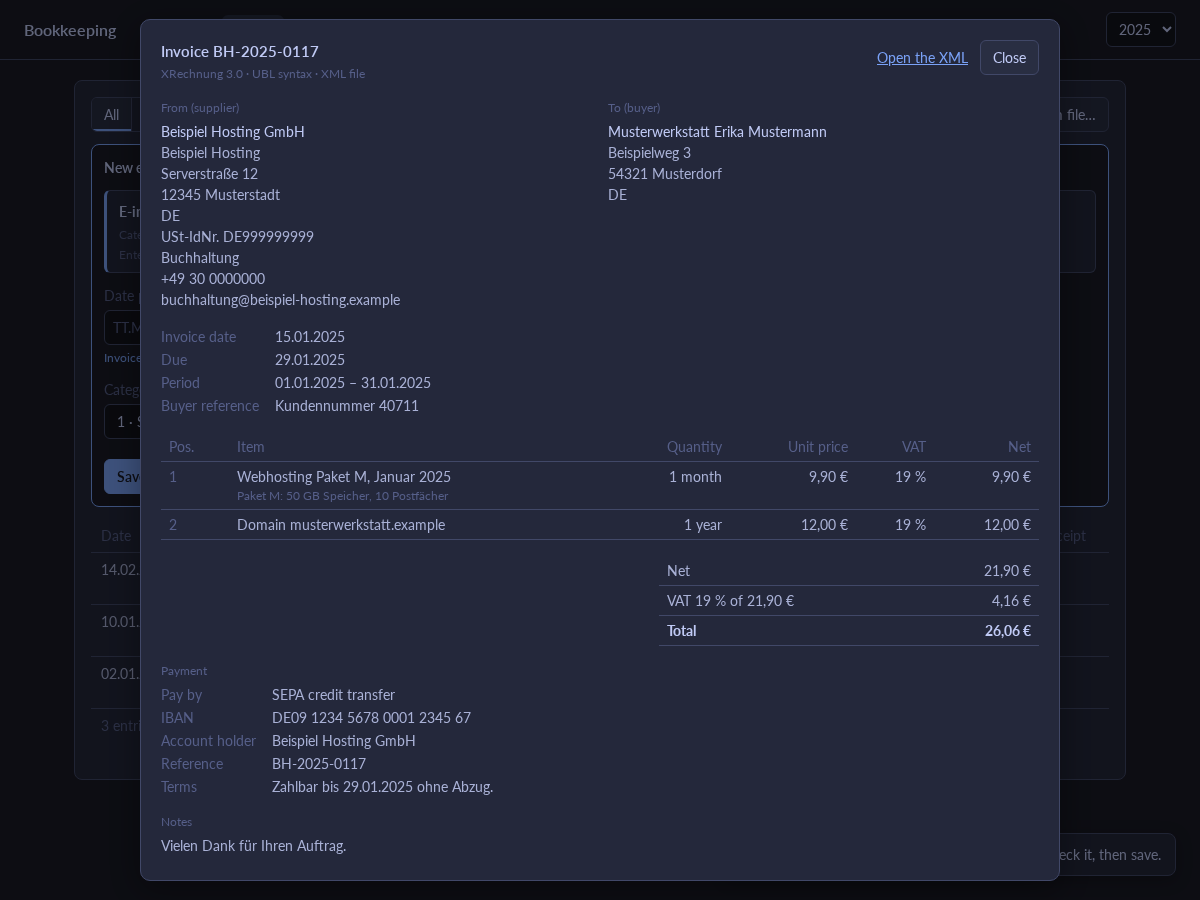 Bookkeeping
2025
Invoice BH-2025-0117
XRechnung 3.0 · UBL syntax · XML file
Open the XML
Close
From (supplier)
Beispiel Hosting GmbH
Beispiel Hosting
Serverstraße 12
12345 Musterstadt
DE
USt-IdNr. DE999999999
Buchhaltung
+49 30 0000000
buchhaltung@beispiel-hosting.example
To (buyer)
Musterwerkstatt Erika Mustermann
Beispielweg 3
54321 Musterdorf
DE
Invoice date 15.01.2025
Due 29.01.2025
Period 01.01.2025 – 31.01.2025
Buyer reference Kundennummer 40711
Pos. Item Quantity Unit price VAT Net
1 Webhosting Paket M, Januar 2025 1 month 9,90 € 19 % 9,90 €
Paket M: 50 GB Speicher, 10 Postfächer
2 Domain musterwerkstatt.example 1 year 12,00 € 19 % 12,00 €
Net 21,90 €
VAT 19 % of 21,90 € 4,16 €
Total 26,06 €
Payment
Pay by SEPA credit transfer
IBAN DE09 1234 5678 0001 2345 67
Account holder Beispiel Hosting GmbH
Reference BH-2025-0117
Terms Zahlbar bis 29.01.2025 ohne Abzug.
Notes
Vielen Dank für Ihren Auftrag.
All
file...
New
Date
Invoice
1 ·
Date
14.02.
10.01.
02.01.
it, then save.